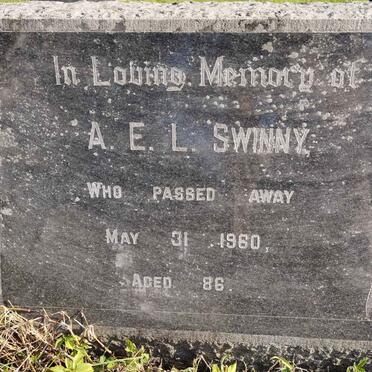 In Loving Memory of
A. E. L. SWINNY.
WHO PASSED AWAY
MAY 31 1960,
AGED 86.